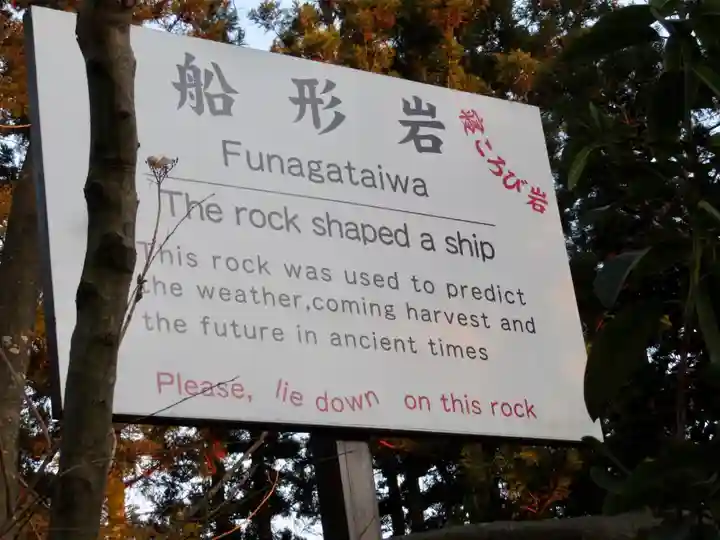 船形岩
寝ころび岩
Funagataiwa
The rock shaped a ship
This rock was used to predict
the weather,coming harvest and
the future in ancient times
Please, lie down on this rock